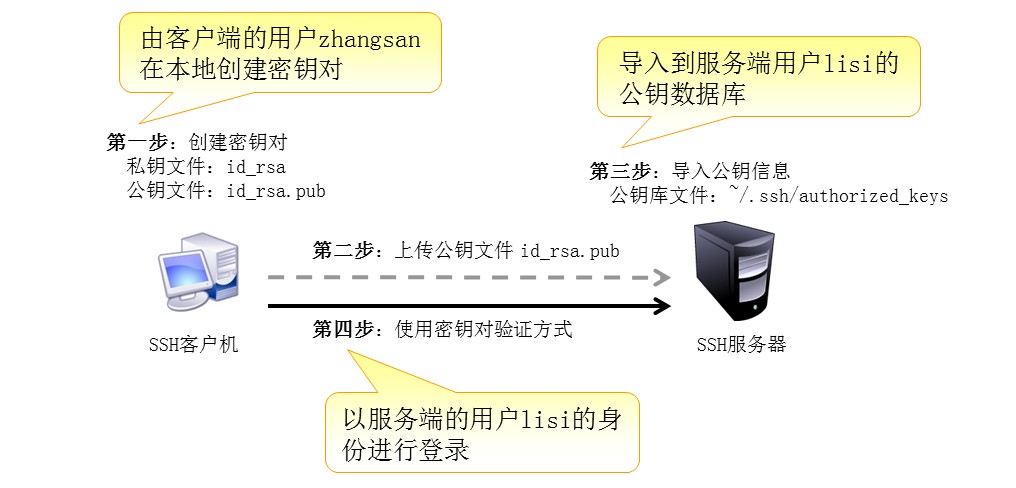 由客户端的用户zhangsan
在本地创建密钥对
导入到服务端用户lisi的
公钥数据库
第一步：创建密钥对
私钥文件：id_rsa
公钥文件：id_rsa.pub
第三步：导入公钥信息
公钥库文件：~/.ssh/authorized_keys
第二步：上传公钥文件 id_rsa.pub
第四步：使用密钥对验证方式
SSH客户机
SSH服务器
以服务端的用户lisi的身
份进行登录